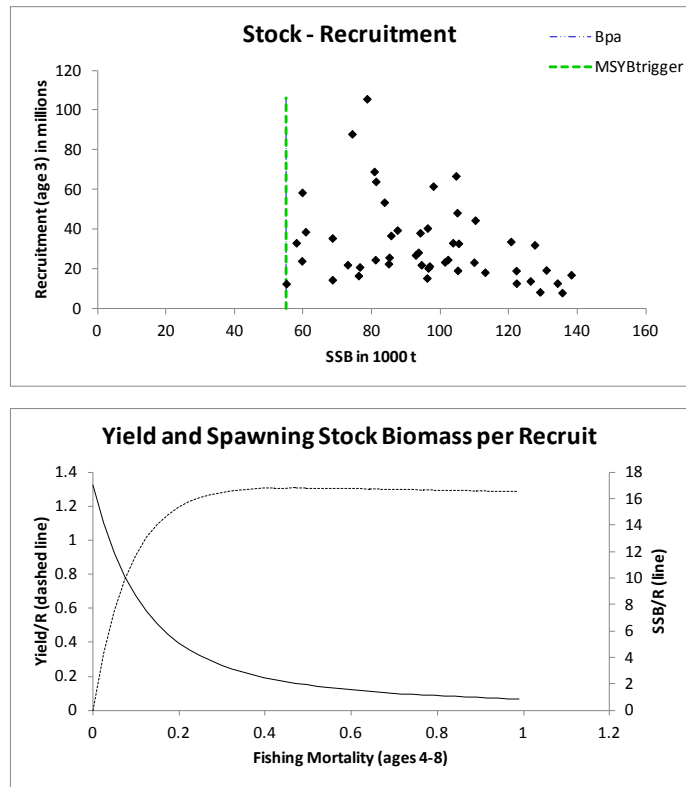 Stock - Recruitment
Bpa
MSYBtrigger
Recruitment (age 3) in millions
120
100
80
60
40
20
0
0 20 40 60 80 100 120 140 160
SSB in 1000 t
Yield and Spawning Stock Biomass per Recruit
Yield/R (dashed line)
1.4
1.2
1
0.8
0.6
0.4
0.2
0
18
16
14
12
10
8
6
4
2
0
SSB/R (line)
0 0.2 0.4 0.6 0.8 1 1.2
Fishing Mortality (ages 4-8)